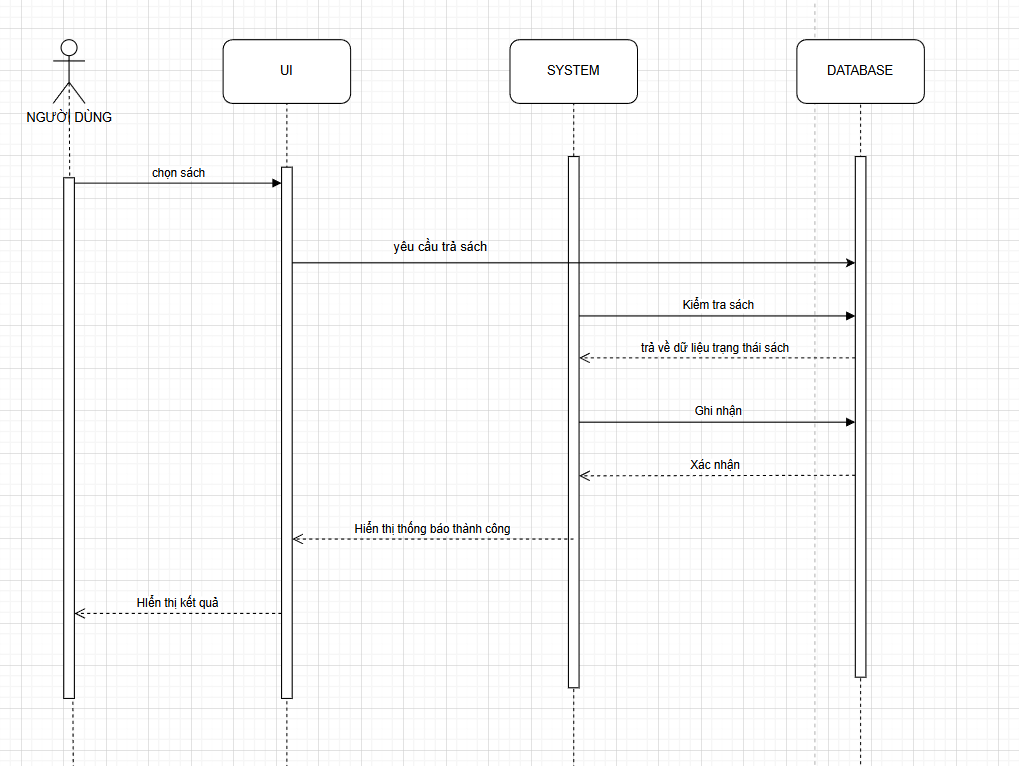 NGƯỜI DÙNG
UI
SYSTEM
DATABASE
chọn sách
yêu cầu trả sách
Kiểm tra sách
trả về dữ liệu trạng thái sách
Ghi nhận
Xác nhận
Hiển thị thống báo thành công
HIển thị kết quả